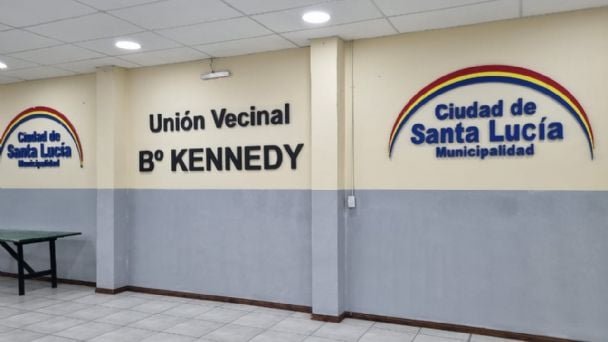 Ciudad de
Santa Lucía
Municipalidad
Unión Vecinal
Bº KENNEDY
Ciudad de
Santa Lucía
Municipalidad